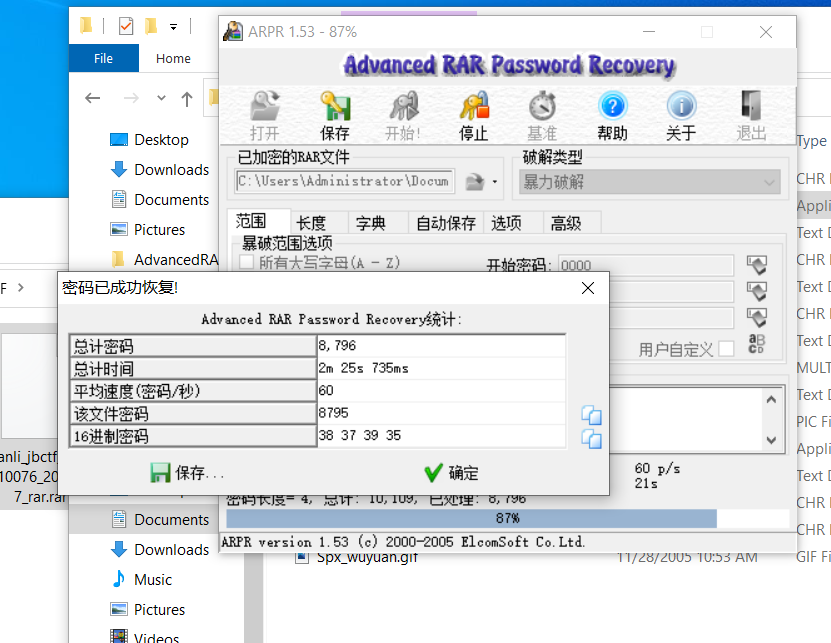 ARPR 1.53 - 87%
File
Home
Advanced RAR Password Recovery
打开 保存 开始! 停止 基准 帮助 关于 退出
已加密的RAR文件 破解类型
C:\Users\Administrator\Docum
暴力破解
范围 长度 字典 自动保存 选项 高级
暴破范围选项
所有大写字母(A - Z) 开始密码: 0000
用户自定义
Desktop
Downloads
Documents
Pictures
AdvancedRA
F
密码已成功恢复!
Advanced RAR Password Recovery统计:
总计密码 8,796
总计时间 2m 25s 735ms
平均速度(密码/秒) 60
该文件密码 8795
16进制密码 38 37 39 35
保存... 确定
60 p/s
21s
密码长度= 4, 总计: 10,109, 已处理: 8,796
87%
ARPR version 1.53 (c) 2000-2005 ElcomSoft Co.Ltd.
Spx_wuyuan.gif 11/28/2005 10:53 AM GIF Fi
anli_jbctf
10076_20
7_rar.rar
Documents
Downloads
Music
Pictures
Videos
Type
CHR
Appli
Text D
CHR
Text D
CHR
Text D
MULT
Text D
PIC Fi
Appli
Text D
CHR
CHR